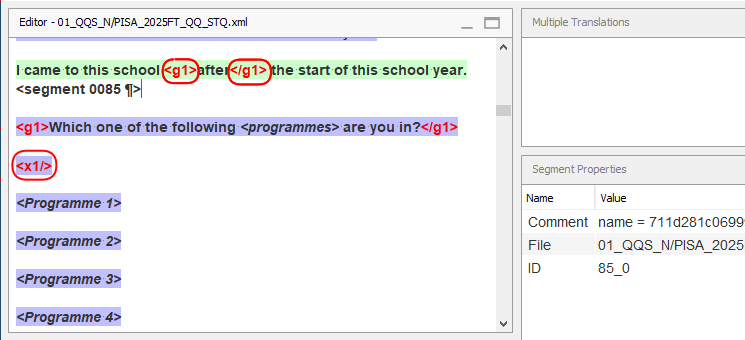 Editor - 01_QQS_N/PISA_2025FT_QQ_STQ.xml
I came to this school <g1>after</g1> the start of this school year.
<segment 0085 ¶>
<g1>Which one of the following <programmes> are you in?</g1>
<x1/>
<Programme 1>
<Programme 2>
<Programme 3>
<Programme 4>
Multiple Translations
Segment Properties
Name Value
Comment name = 711d281c0699
File 01_QQS_N/PISA_2025
ID 85_0